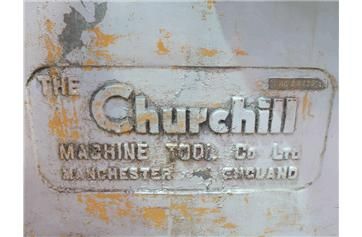 THE
Churchill
MACHINE TOOL Co Ltd
MANCHESTER ENGLAND